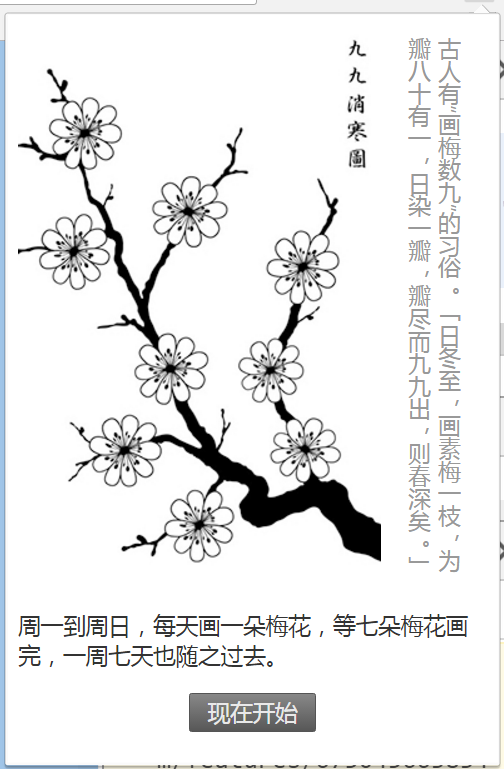 九九消寒圖
古人有“画梅数九”的习俗。「日冬至，画素梅一枝，为
瓣八十有一，日染一瓣，瓣尽而九九出，则春深矣。」
周一到周日，每天画一朵梅花，等七朵梅花画
完，一周七天也随之过去。
现在开始